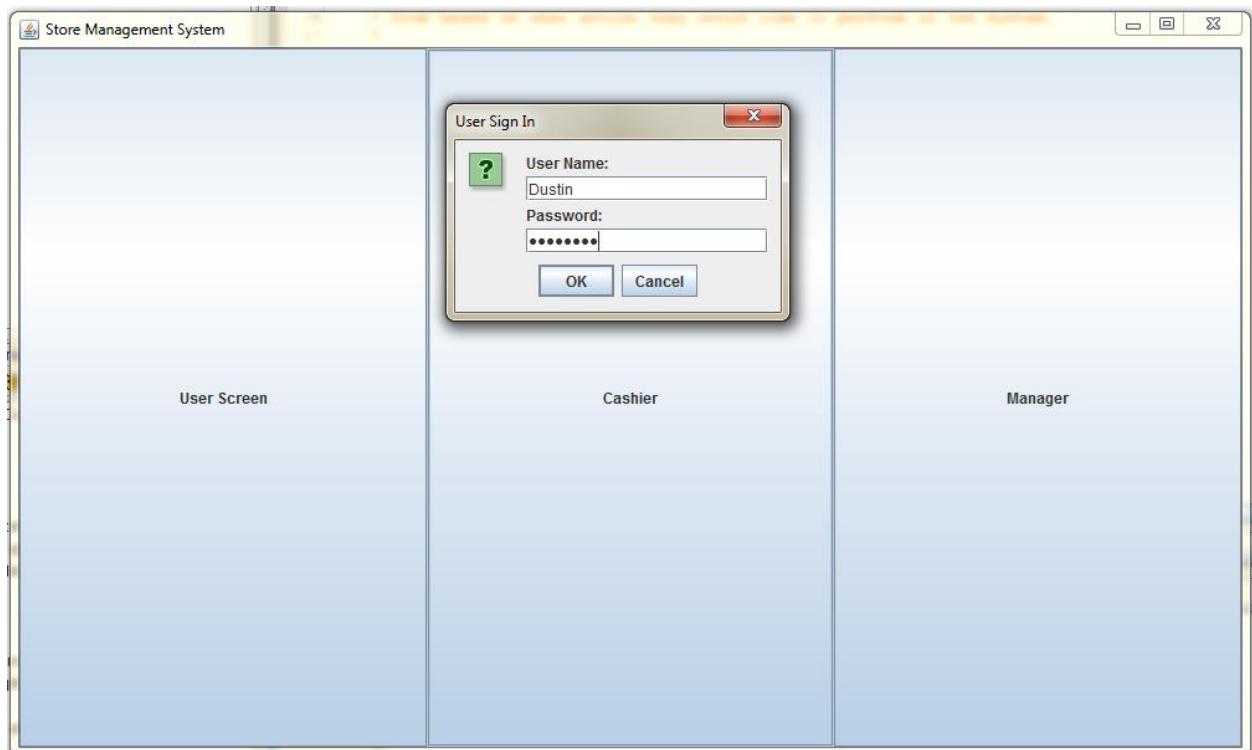 Store Management System
User Sign In
?
User Name:
Dustin
Password:
••••••••
OK Cancel
User Screen Cashier Manager